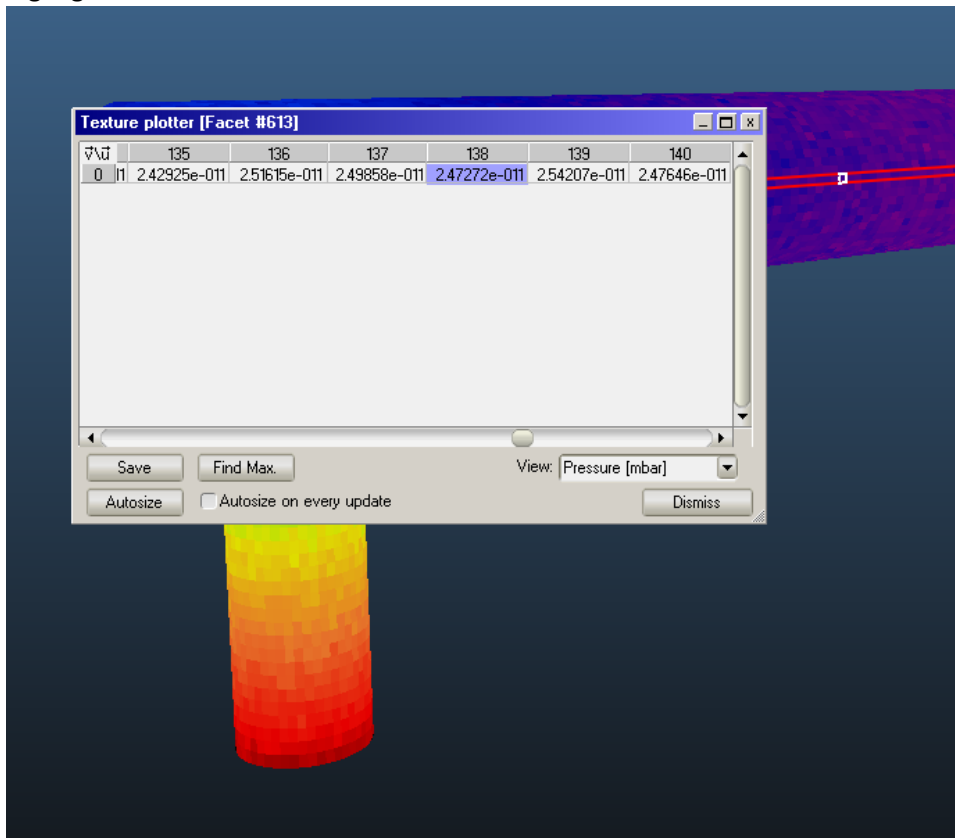 Texture plotter [Facet #613]
v\u 135 136 137 138 139 140
0 l1 2.42925e-011 2.51615e-011 2.49858e-011 2.47272e-011 2.54207e-011 2.47646e-011
Save Find Max. View: Pressure [mbar]
Autosize Autosize on every update Dismiss